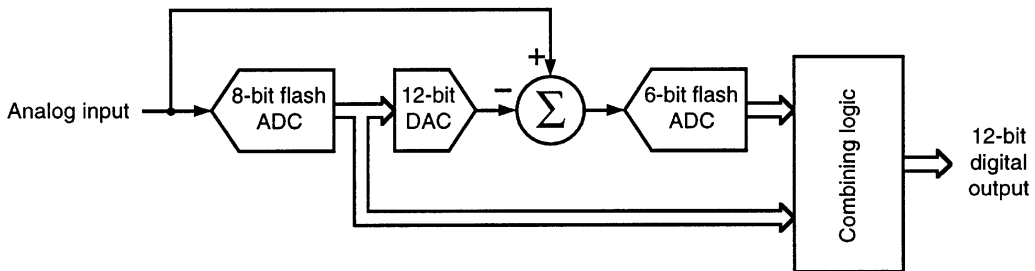 Analog input
8-bit flash
ADC
12-bit
DAC
+
−
Σ
6-bit flash
ADC
Combining logic
12-bit
digital
output